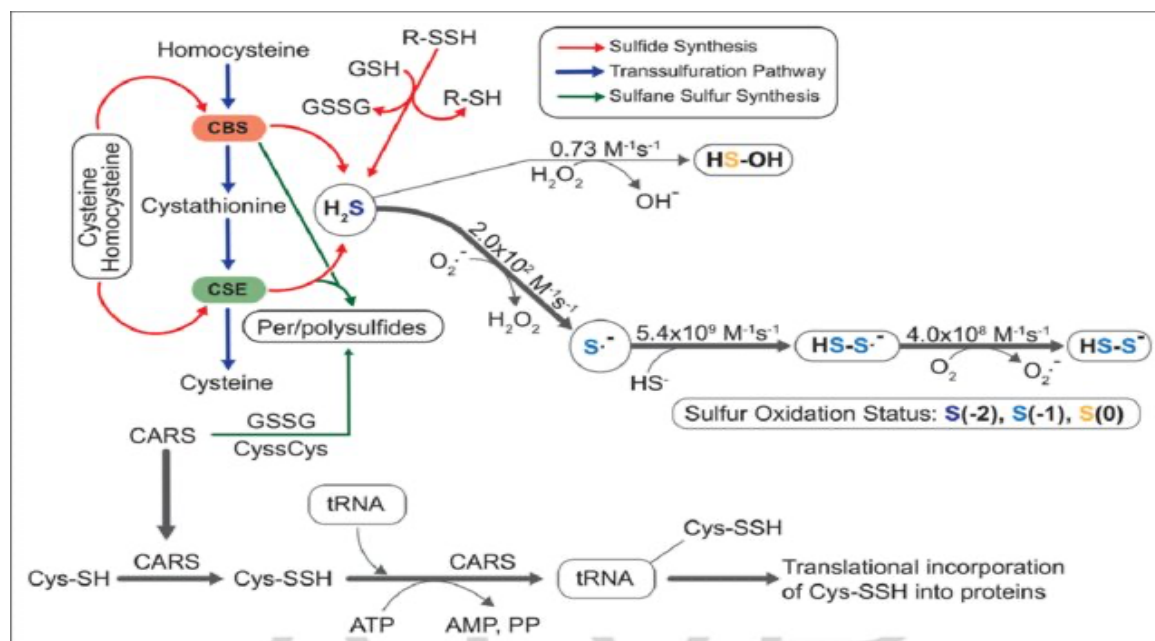 Homocysteine
CBS
Cystathionine
CSE
Cysteine
Cysteine
Homocysteine
R-SSH
GSH
GSSG
R-SH
H₂S
Per/polysulfides
Sulfide Synthesis
Transsulfuration Pathway
Sulfane Sulfur Synthesis
0.73 M⁻¹s⁻¹
H₂O₂
OH⁻
HS-OH
2.0x10² M⁻¹s⁻¹
O₂·⁻
H₂O₂
S·⁻
5.4x10⁹ M⁻¹s⁻¹
HS⁻
HS-S·⁻
4.0x10⁸ M⁻¹s⁻¹
O₂
O₂·⁻
HS-S⁻
Sulfur Oxidation Status: S(-2), S(-1), S(0)
CARS
GSSG
CyssCys
Cys-SH
CARS
Cys-SSH
tRNA
CARS
ATP
AMP, PP
tRNA
Cys-SSH
Translational incorporation
of Cys-SSH into proteins